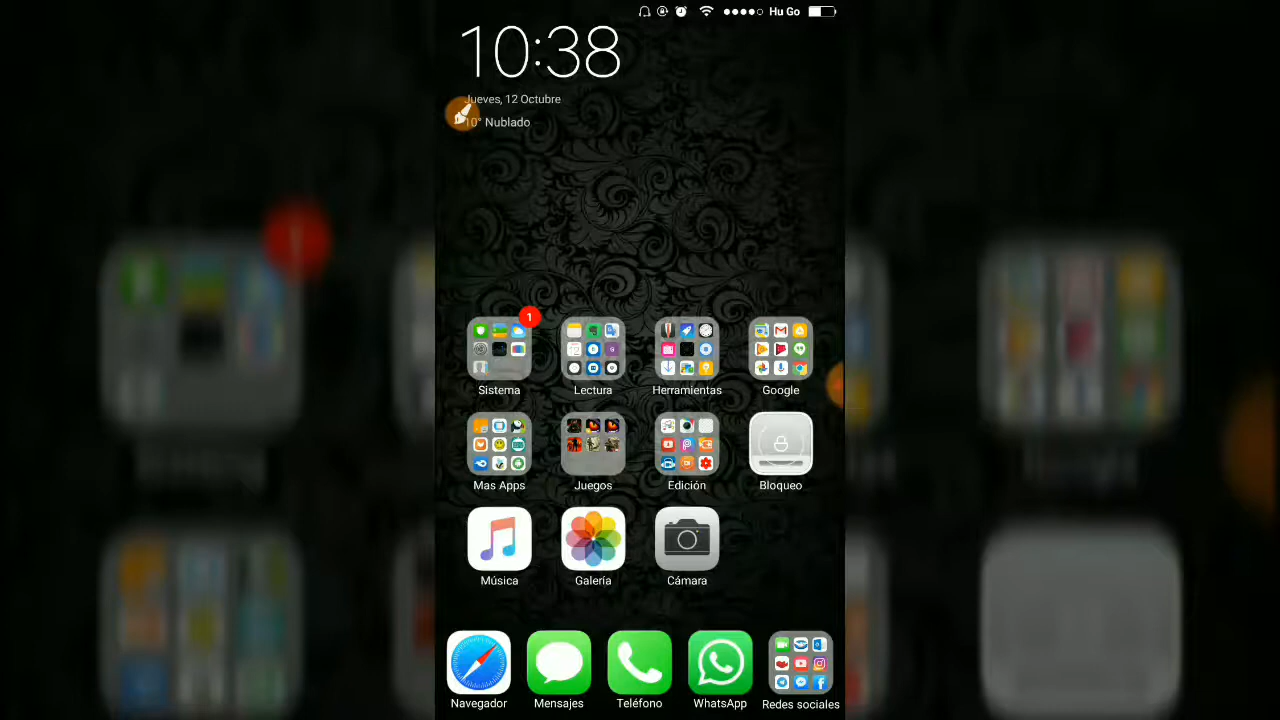 Hu Go
10:38
Jueves, 12 Octubre
10° Nublado
1
Sistema
Lectura
Herramientas
Google
Mas Apps
Juegos
Edición
Bloqueo
Música
Galería
Cámara
Navegador
Mensajes
Teléfono
WhatsApp
Redes sociales